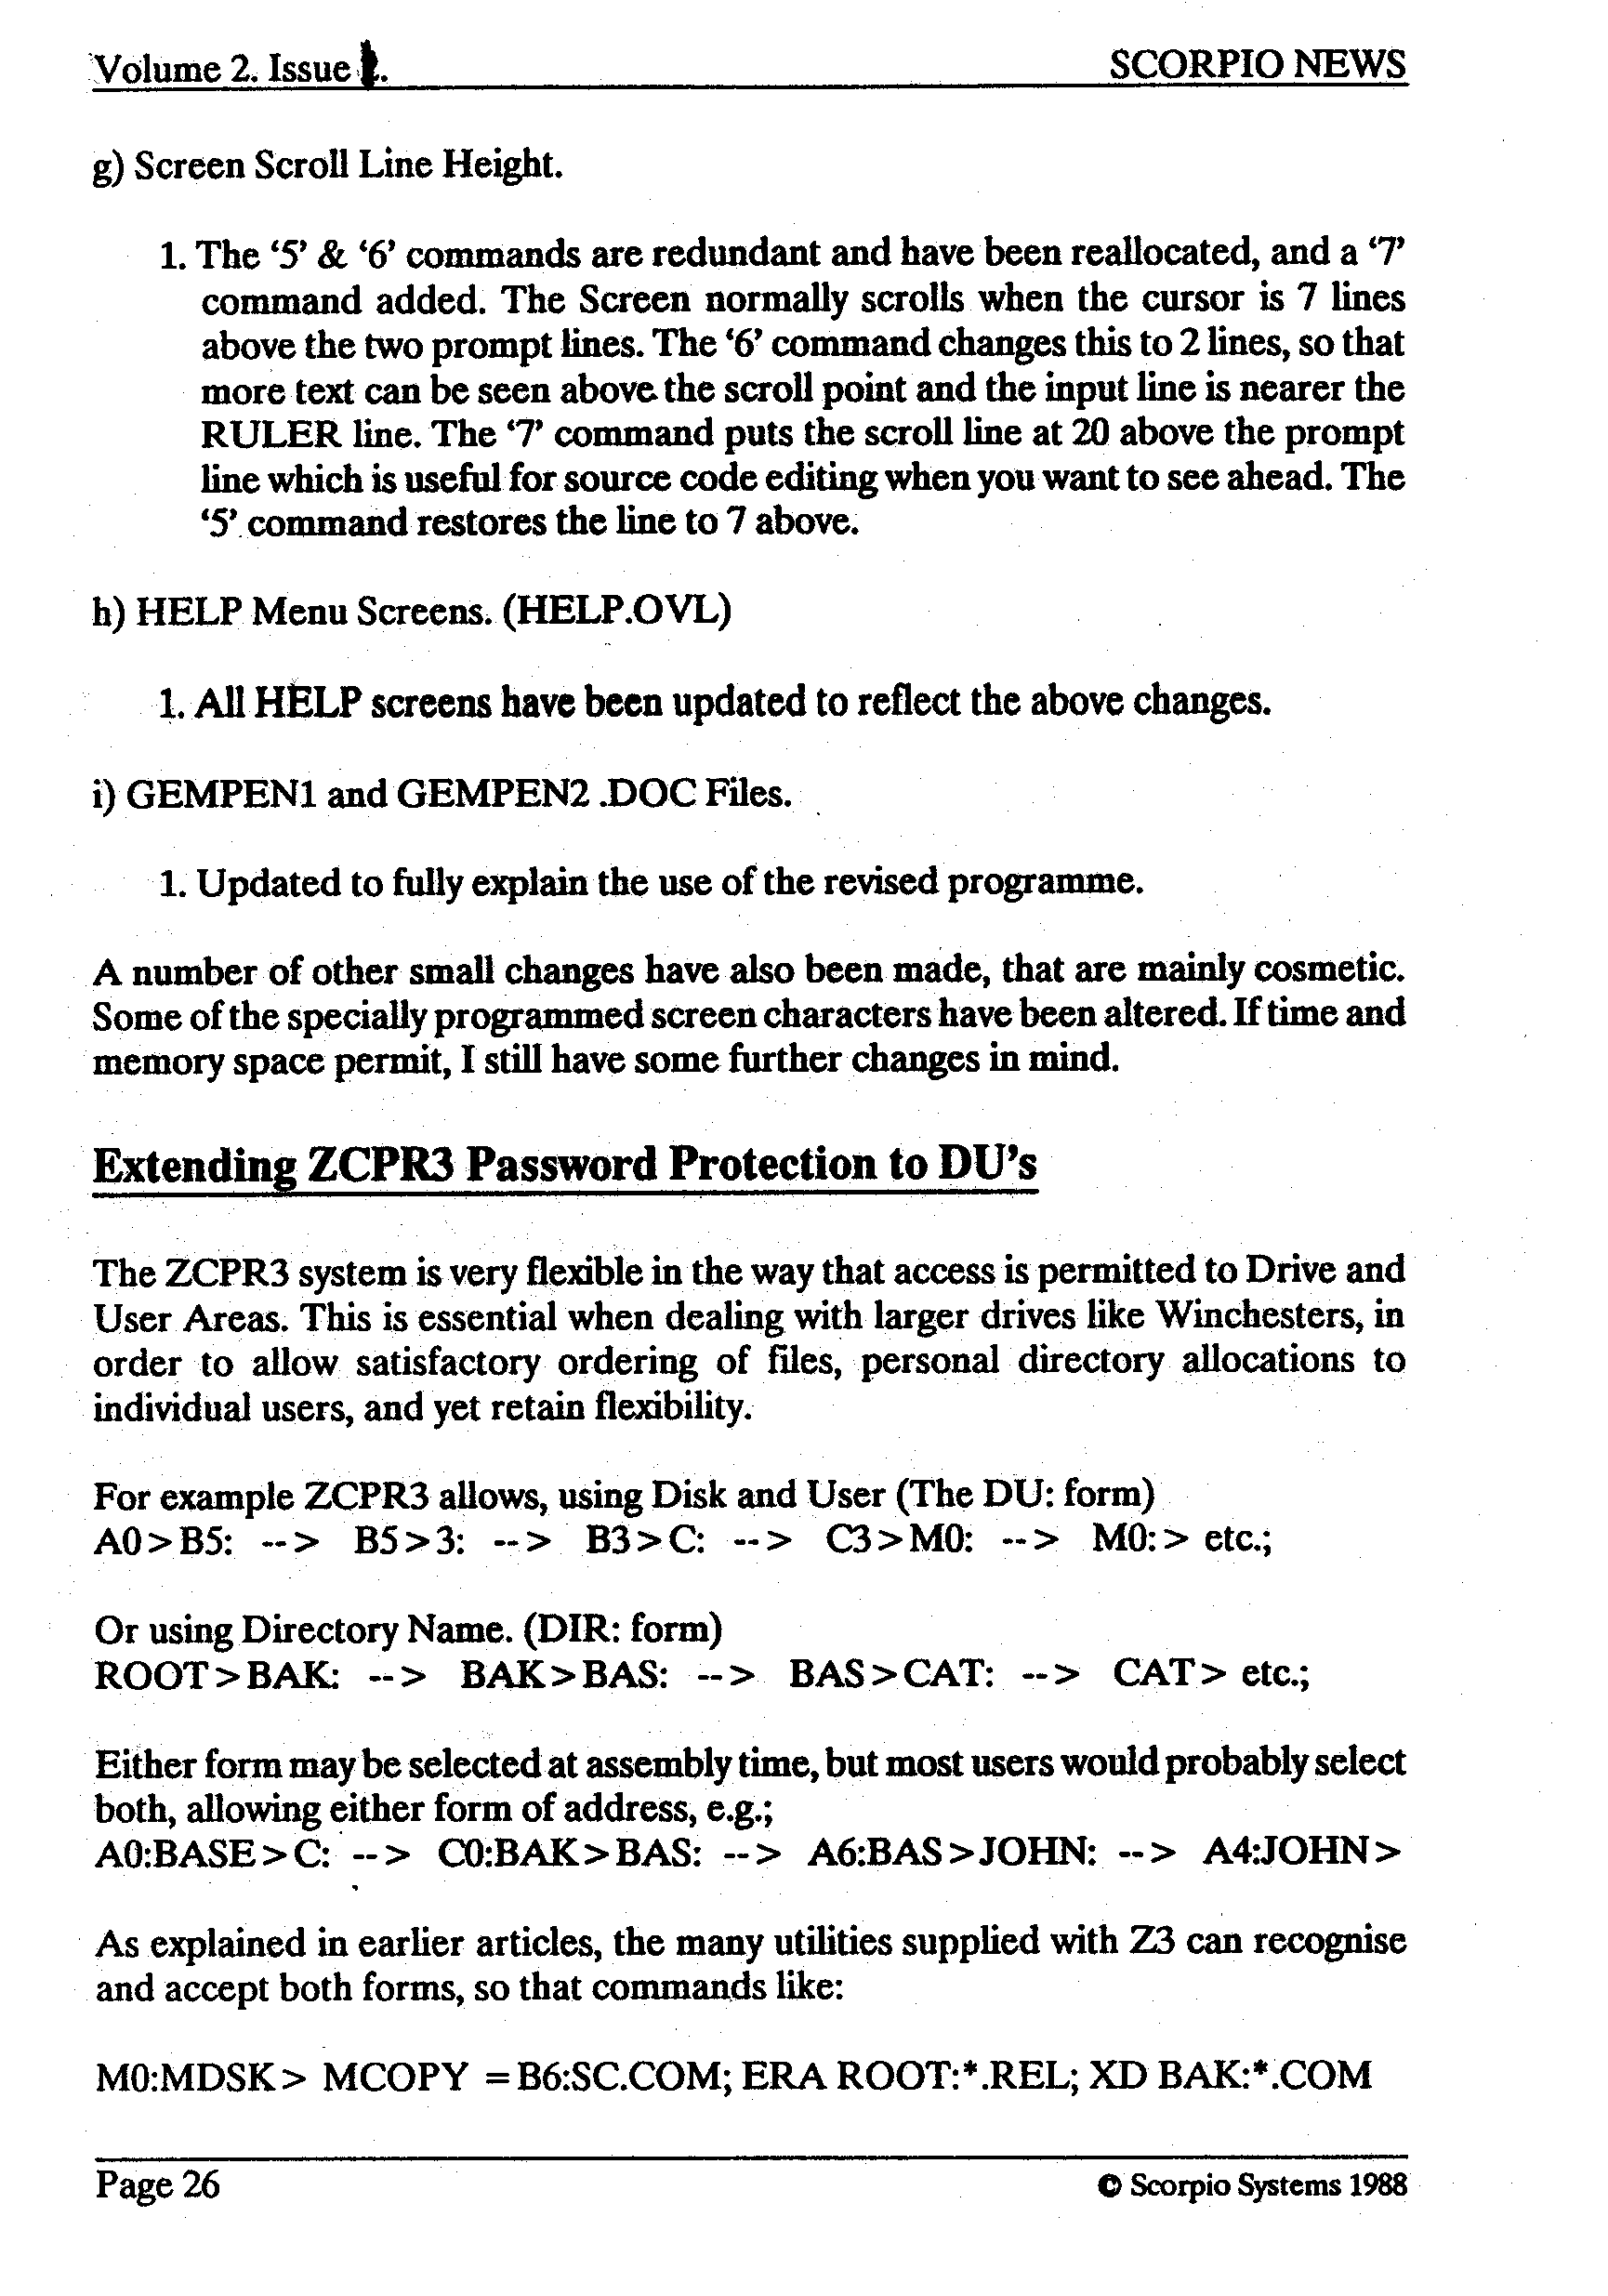 Volume 2. Issue
SCORPIO NEWS
g) Screen Scroll Line Height.
1. The ‘5’ & ‘6’ commands are redundant and have been reallocated, and a ‘7’
command added. The Screen normally scrolls when the cursor is 7 lines
above the two prompt lines. The ‘6’ command changes this to 2 lines, so that
more text can be seen above the scroll point and the input line is nearer the
RULER line. The ‘7’ command puts the scroll line at 20 above the prompt
line which is useful for source code editing when you want to see ahead. The
‘5’ command restores the line to 7 above.
h) HELP Menu Screens. (HELP.OVL)
1. All HELP screens have been updated to reflect the above changes.
i) GEMPEN1 and GEMPEN2 .DOC Files.
1. Updated to fully explain the use of the revised programme.
A number of other small changes have also been made, that are mainly cosmetic.
Some of the specially programmed screen characters have been altered. If time and
memory space permit, I still have some further changes in mind.
Extending ZCPR3 Password Protection to DU’s
The ZCPR3 system is very flexible in the way that access is permitted to Drive and
User Areas. This is essential when dealing with larger drives like Winchesters, in
order to allow satisfactory ordering of files, personal directory allocations to
individual users, and yet retain flexibility.
For example ZCPR3 allows, using Disk and User (The DU: form)
A0>B5: --> B5>3: --> B3>C: --> C3>M0: --> M0:> etc.;
Or using Directory Name. (DIR: form)
ROOT>BAK: --> BAK>BAS: --> BAS>CAT: --> CAT> etc.;
Either form may be selected at assembly time, but most users would probably select
both, allowing either form of address, e.g.;
A0:BASE>C: --> C0:BAK>BAS: --> A6:BAS>JOHN: --> A4:JOHN>
As explained in earlier articles, the many utilities supplied with Z3 can recognise
and accept both forms, so that commands like:
M0:MDSK> MCOPY =B6:SC.COM; ERA ROOT:*.REL; XD BAK:*.COM
Page 26
© Scorpio Systems 1988